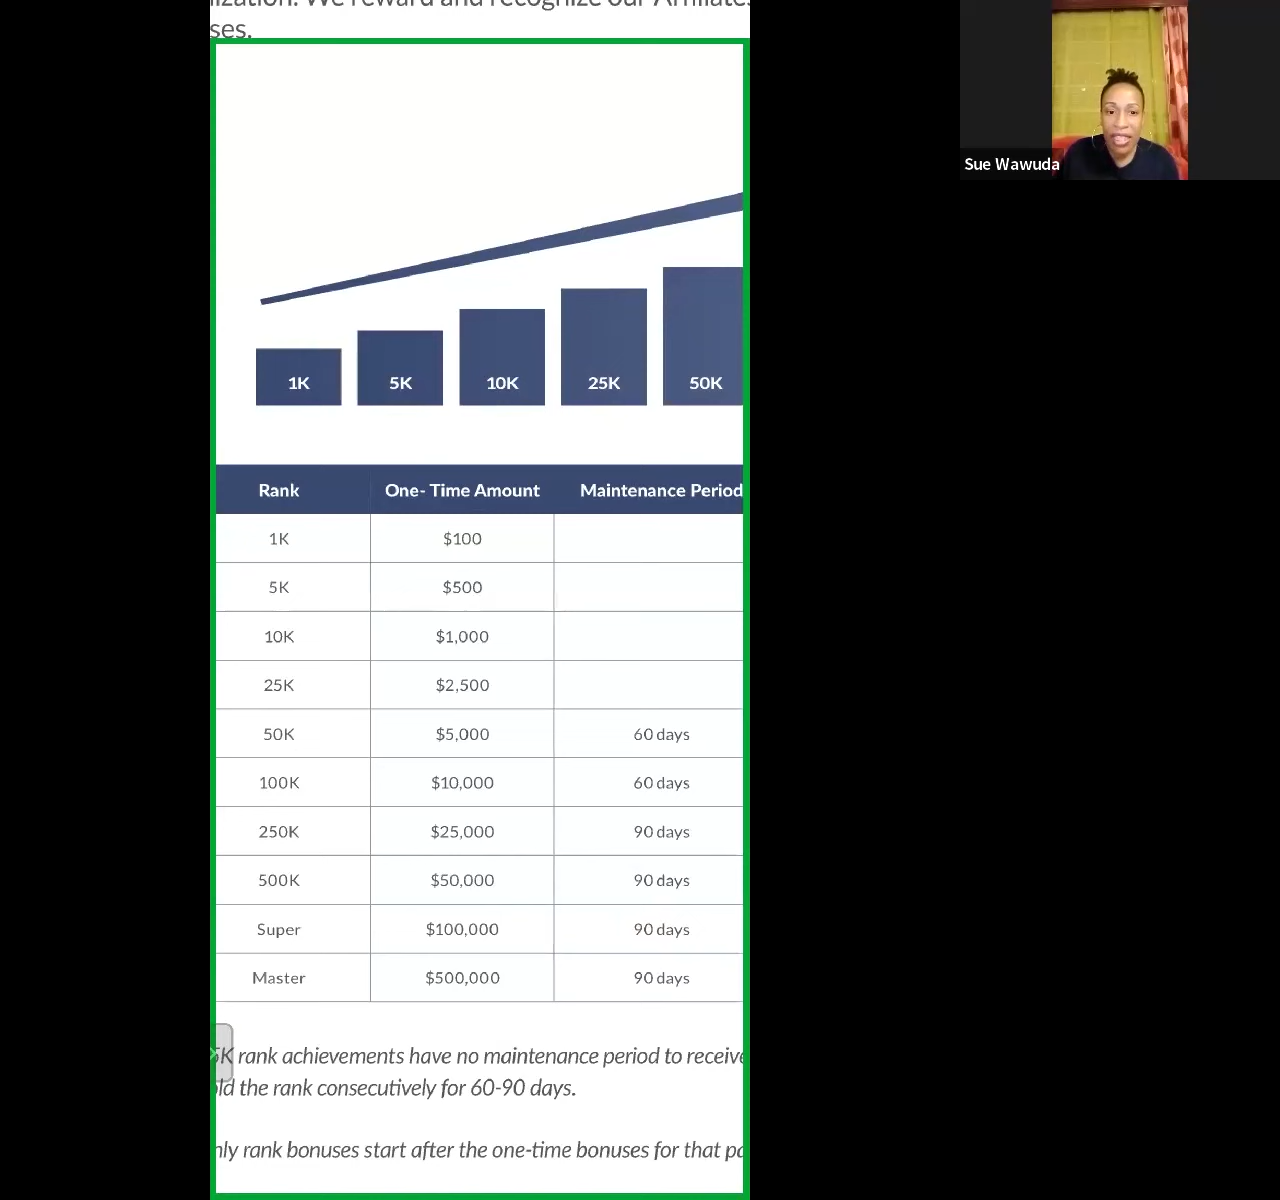 ses.
Sue Wawuda
1K 5K 10K 25K 50K
Rank One- Time Amount Maintenance Period
1K $100
5K $500
10K $1,000
25K $2,500
50K $5,000 60 days
100K $10,000 60 days
250K $25,000 90 days
500K $50,000 90 days
Super $100,000 90 days
Master $500,000 90 days
5K rank achievements have no maintenance period to receive
ld the rank consecutively for 60-90 days.
nly rank bonuses start after the one-time bonuses for that